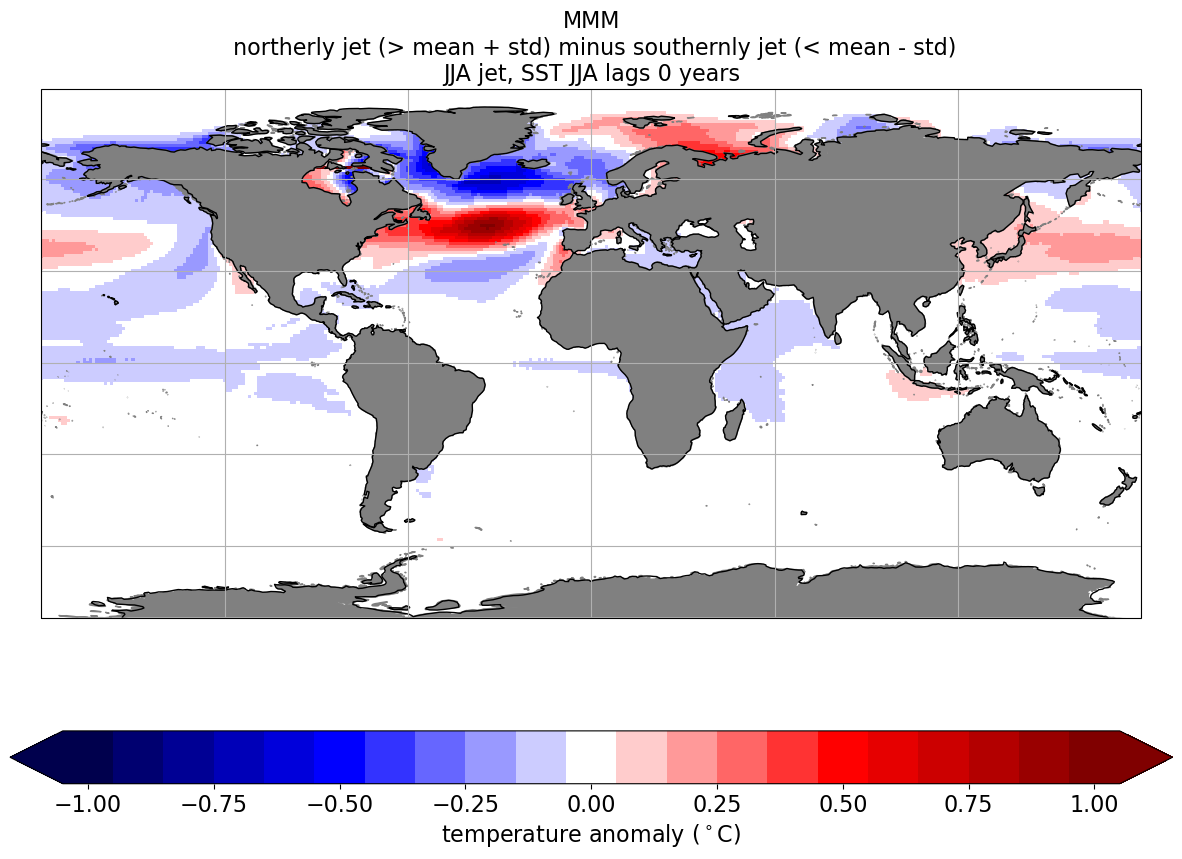 MMM
northerly jet (> mean + std) minus southernly jet (< mean - std)
JJA jet, SST JJA lags 0 years
−1.00 −0.75 −0.50 −0.25 0.00 0.25 0.50 0.75 1.00
temperature anomaly (°C)